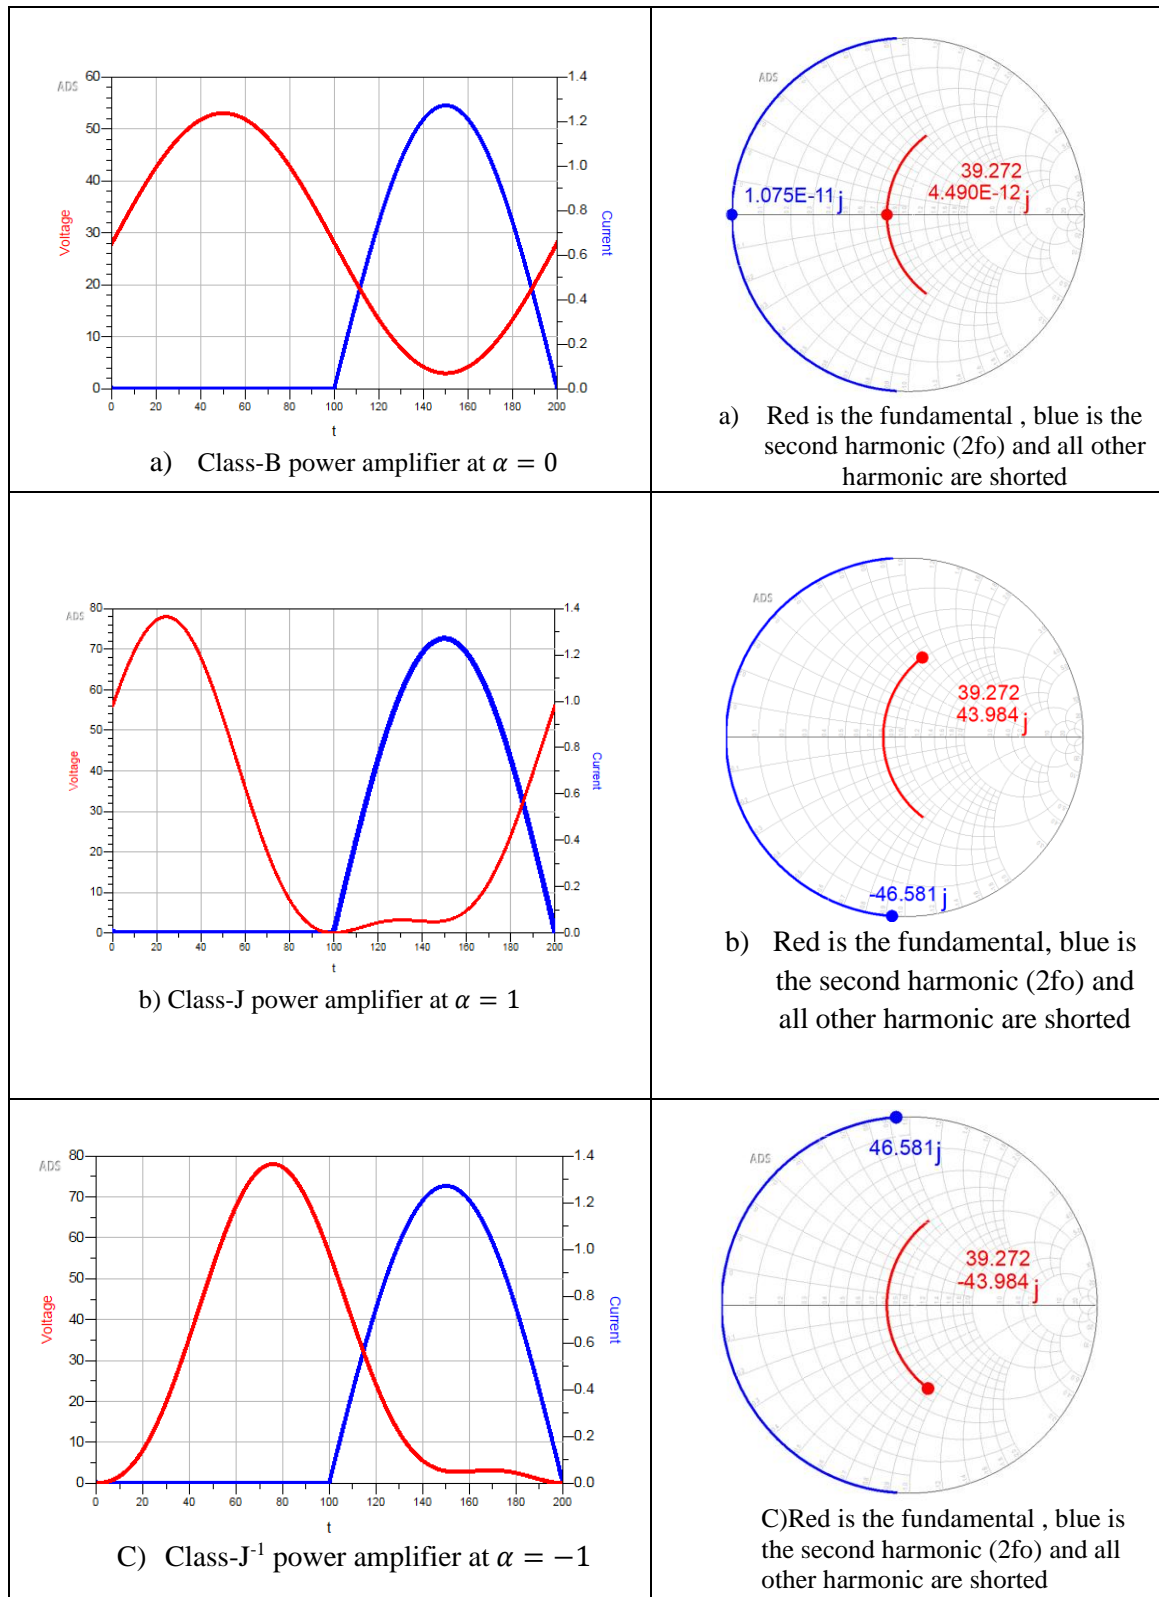 ADS
60
50
40
30
20
10
0
Voltage
1.4
1.2
1.0
0.8
0.6
0.4
0.2
0.0
Current
0 20 40 60 80 100 120 140 160 180 200
t
a) Class-B power amplifier at α = 0
ADS
1.075E-11j
39.272
4.490E-12j
a) Red is the fundamental , blue is the
second harmonic (2fo) and all other
harmonic are shorted
ADS
80
70
60
50
40
30
20
10
0
Voltage
1.4
1.2
1.0
0.8
0.6
0.4
0.2
0.0
Current
0 20 40 60 80 100 120 140 160 180 200
t
b) Class-J power amplifier at α = 1
ADS
39.272
43.984j
-46.581j
b) Red is the fundamental, blue is
the second harmonic (2fo) and
all other harmonic are shorted
ADS
80
70
60
50
40
30
20
10
0
Voltage
1.4
1.2
1.0
0.8
0.6
0.4
0.2
0.0
Current
0 20 40 60 80 100 120 140 160 180 200
t
C) Class-J⁻¹ power amplifier at α = −1
46.581j
ADS
39.272
-43.984j
C)Red is the fundamental , blue is
the second harmonic (2fo) and all
other harmonic are shorted